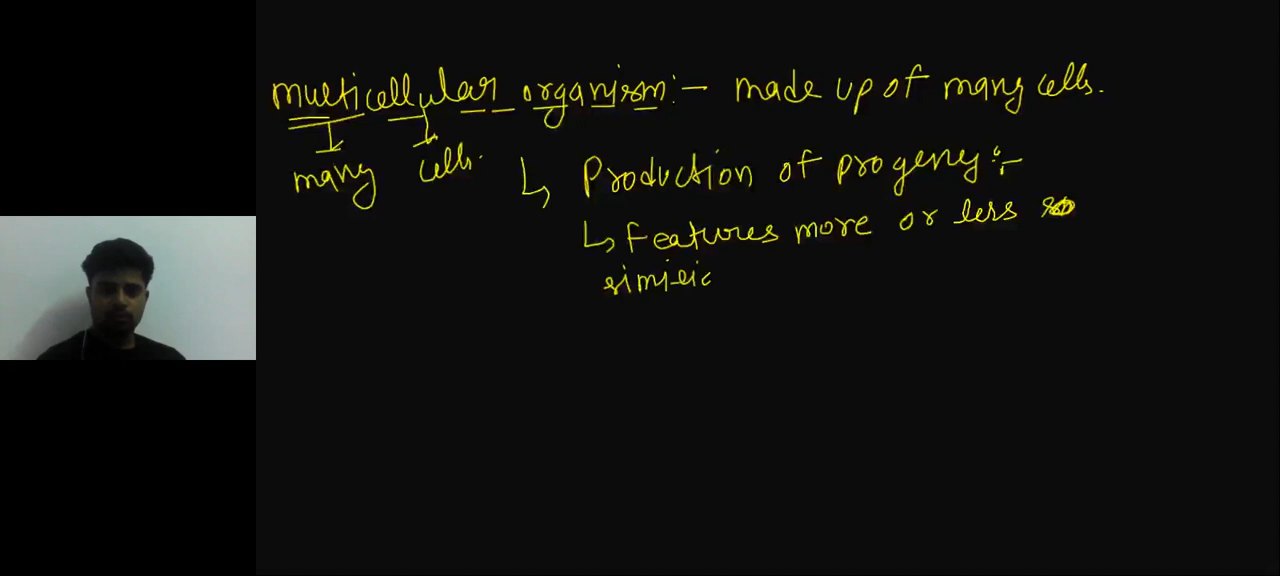 multicellular organism:- made up of many cells.
many cells.
↳ Production of progeny:-
↳ Features more or less